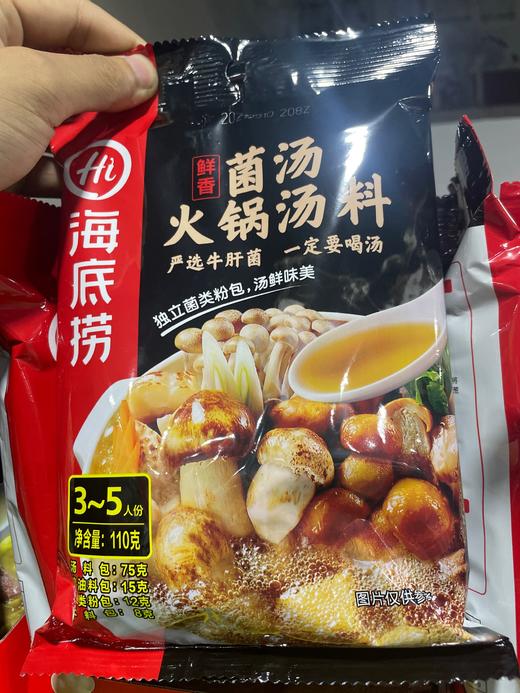 Hi
海底捞
鲜香
菌汤
火锅汤料
严选牛肝菌 一定要喝汤
独立菌类粉包,汤鲜味美
3~5人份
净含量:110克
汤料包:75克
油料包:15克
类粉包:12克
料包:8克
图片仅供参